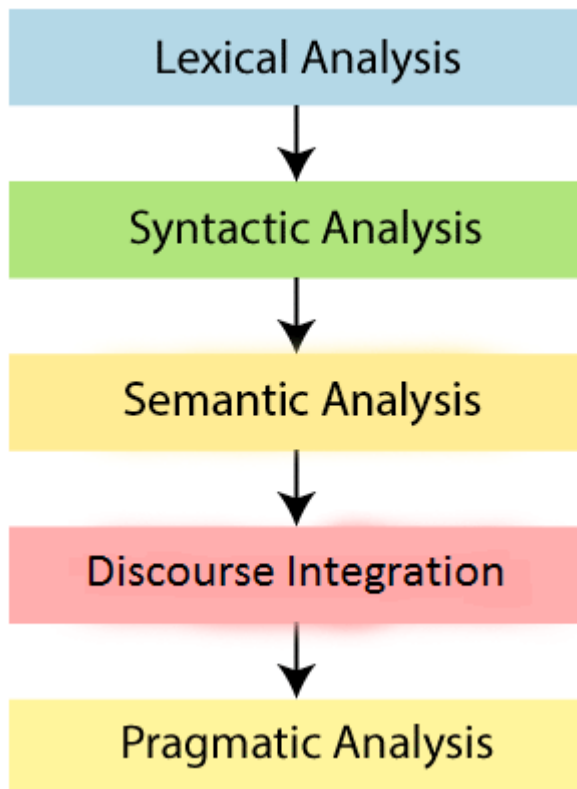 Lexical Analysis
Syntactic Analysis
Semantic Analysis
Discourse Integration
Pragmatic Analysis